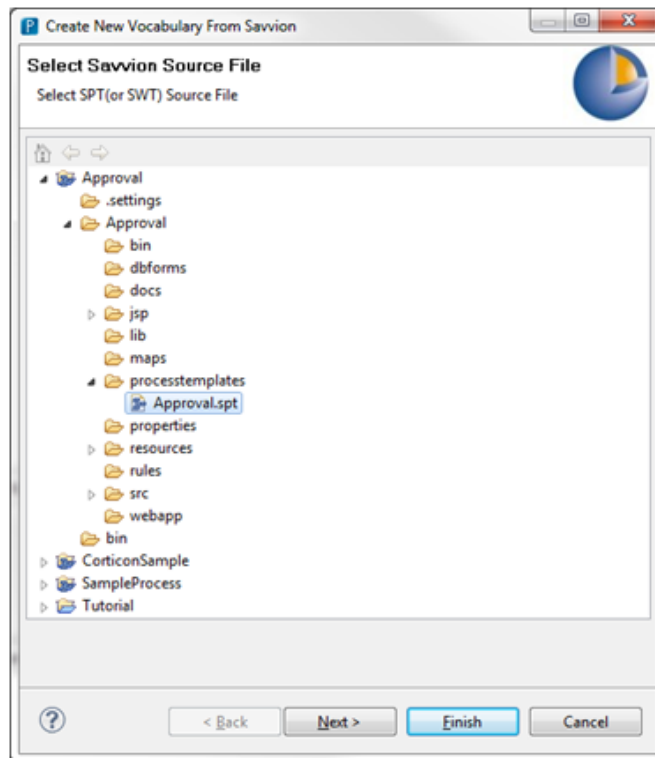 Create New Vocabulary From Savvion
Select Savvion Source File
Select SPT(or SWT) Source File
Approval
.settings
Approval
bin
dbforms
docs
jsp
lib
maps
processtemplates
Approval.spt
properties
resources
rules
src
webapp
bin
CorticonSample
SampleProcess
Tutorial
< Back Next > Finish Cancel